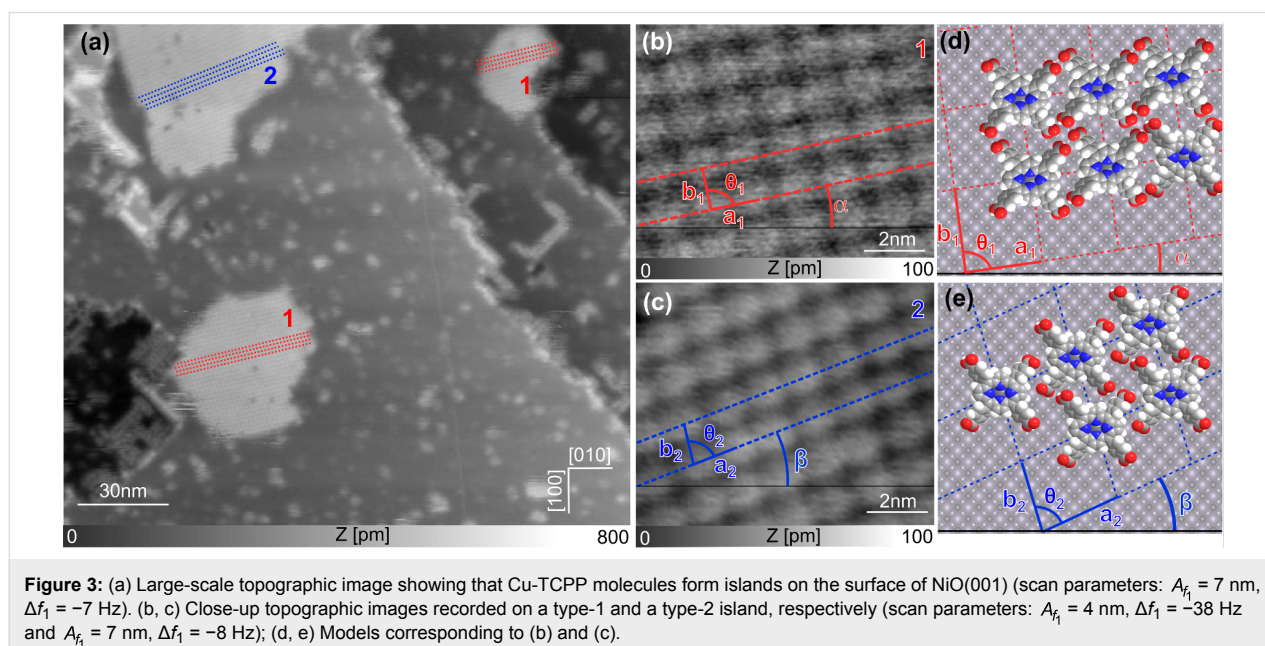 (a)
2
1
1
[010]
[100]
30nm
0 Z [pm] 800
(b)
1
b1 θ1
a1
α
2nm
0 Z [pm] 100
(c)
2
b2 θ2
a2
β
2nm
0 Z [pm] 100
(d)
b1 θ1 a1
α
(e)
b2 θ2 a2
β
Figure 3: (a) Large-scale topographic image showing that Cu-TCPP molecules form islands on the surface of NiO(001) (scan parameters: Af1 = 7 nm,
Δf1 = −7 Hz). (b, c) Close-up topographic images recorded on a type-1 and a type-2 island, respectively (scan parameters: Af1 = 4 nm, Δf1 = −38 Hz
and Af1 = 7 nm, Δf1 = −8 Hz); (d, e) Models corresponding to (b) and (c).